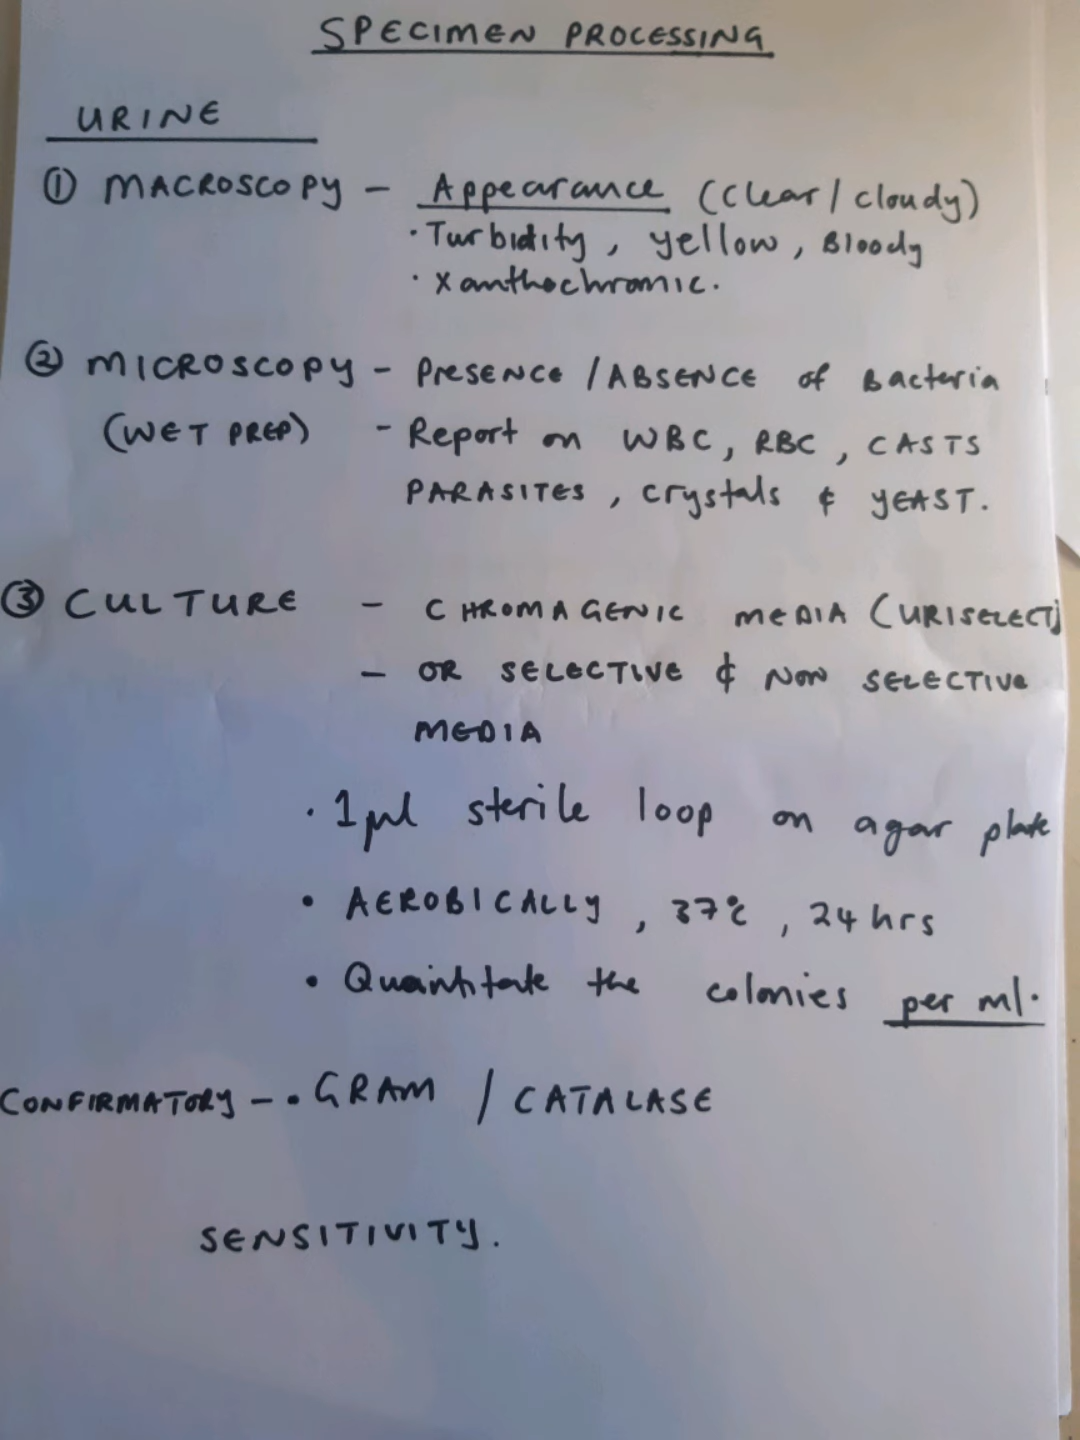 SPECIMEN PROCESSING
URINE
① MACROSCOPY - Appearance (Clear/cloudy)
· Turbidity, yellow, Bloody
· Xanthochromic.
② MICROSCOPY - PRESENCE /ABSENCE of Bacteria
(WET PREP) - Report on WBC, RBC, CASTS
PARASITES, crystals & YEAST.
③ CULTURE - CHROMAGENIC MEDIA (URISELECT)
- OR SELECTIVE & NON SELECTIVE
MEDIA
· 1µl sterile loop on agar plate
• AEROBICALLY, 37°C, 24 hrs
• Quaintitate the colonies per ml.
CONFIRMATORY - • GRAM / CATALASE
SENSITIVITY.